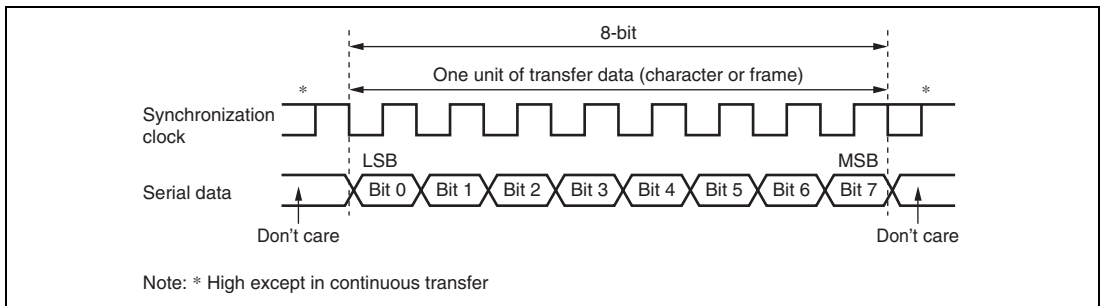 8-bit
One unit of transfer data (character or frame)
* *
Synchronization
clock
LSB MSB
Serial data
Bit 0 Bit 1 Bit 2 Bit 3 Bit 4 Bit 5 Bit 6 Bit 7
Don't care Don't care
Note: * High except in continuous transfer